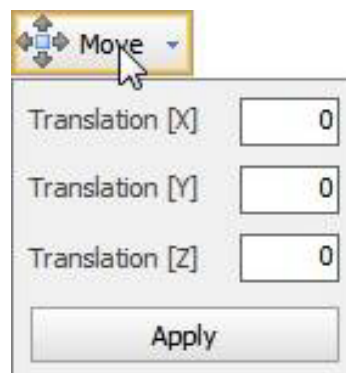 Move
Translation [X] 0
Translation [Y] 0
Translation [Z] 0
Apply